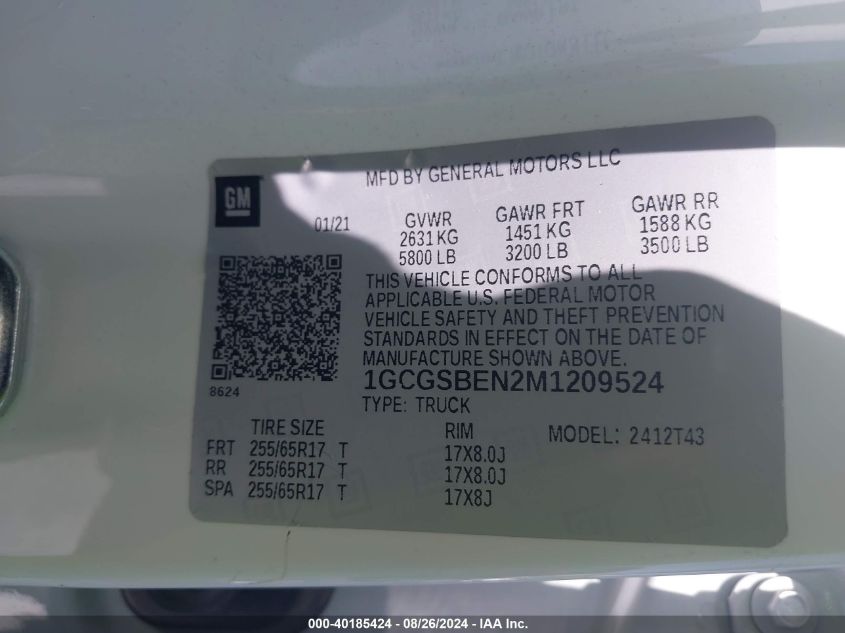 MFD BY GENERAL MOTORS LLC
GM
01/21
GVWR GAWR FRT GAWR RR
2631 KG 1451 KG 1588 KG
5800 LB 3200 LB 3500 LB
THIS VEHICLE CONFORMS TO ALL
APPLICABLE U.S. FEDERAL MOTOR
VEHICLE SAFETY AND THEFT PREVENTION
STANDARDS IN EFFECT ON THE DATE OF
MANUFACTURE SHOWN ABOVE.
8624
1GCGSBEN2M1209524
TYPE: TRUCK
TIRE SIZE RIM MODEL: 2412T43
FRT 255/65R17 T 17X8.0J
RR 255/65R17 T 17X8.0J
SPA 255/65R17 T 17X8J
000-40185424 - 08/26/2024 - IAA Inc.